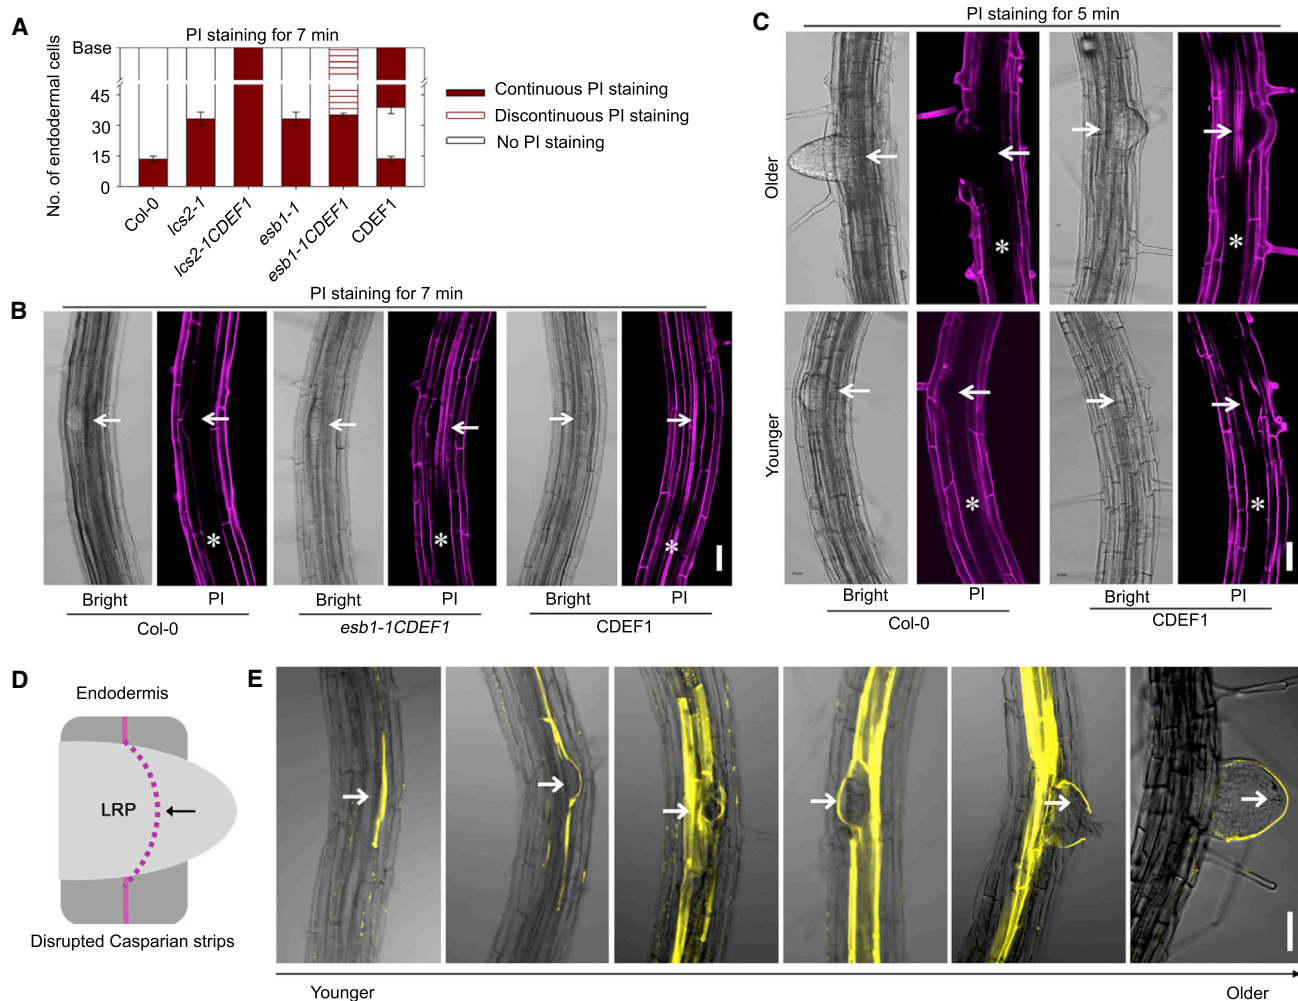 A
PI staining for 7 min
No. of endodermal cells
Base
45
30
15
0
Col-0
lcs2-1
lcs2-1CDEF1
esb1-1
esb1-1CDEF1
CDEF1
Continuous PI staining
Discontinuous PI staining
No PI staining
B
PI staining for 7 min
*
*
*
Bright
PI
Bright
PI
Bright
PI
Col-0
esb1-1CDEF1
CDEF1
C
PI staining for 5 min
Older
*
*
Younger
*
*
Bright
Bright
Bright
PI
Bright
PI
Col-0
CDEF1
D
Endodermis
LRP
Disrupted Casparian strips
E
Younger
Older